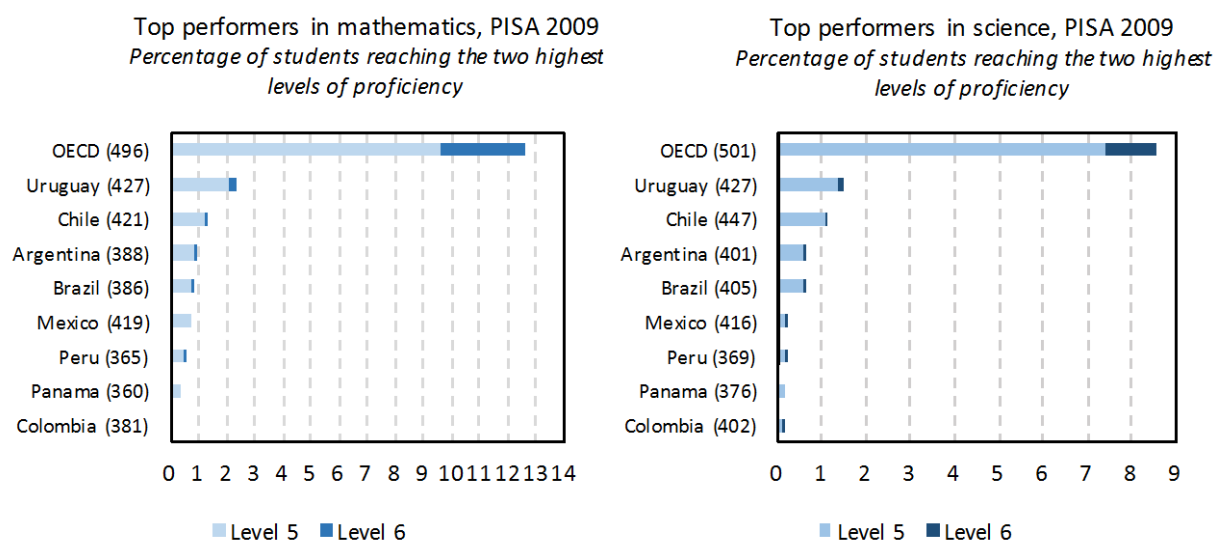 Top performers in mathematics, PISA 2009
Percentage of students reaching the two highest
levels of proficiency
OECD (496)
Uruguay (427)
Chile (421)
Argentina (388)
Brazil (386)
Mexico (419)
Peru (365)
Panama (360)
Colombia (381)
0 1 2 3 4 5 6 7 8 9 10 11 12 13 14
Level 5 Level 6
Top performers in science, PISA 2009
Percentage of students reaching the two highest
levels of proficiency
OECD (501)
Uruguay (427)
Chile (447)
Argentina (401)
Brazil (405)
Mexico (416)
Peru (369)
Panama (376)
Colombia (402)
0 1 2 3 4 5 6 7 8 9
Level 5 Level 6